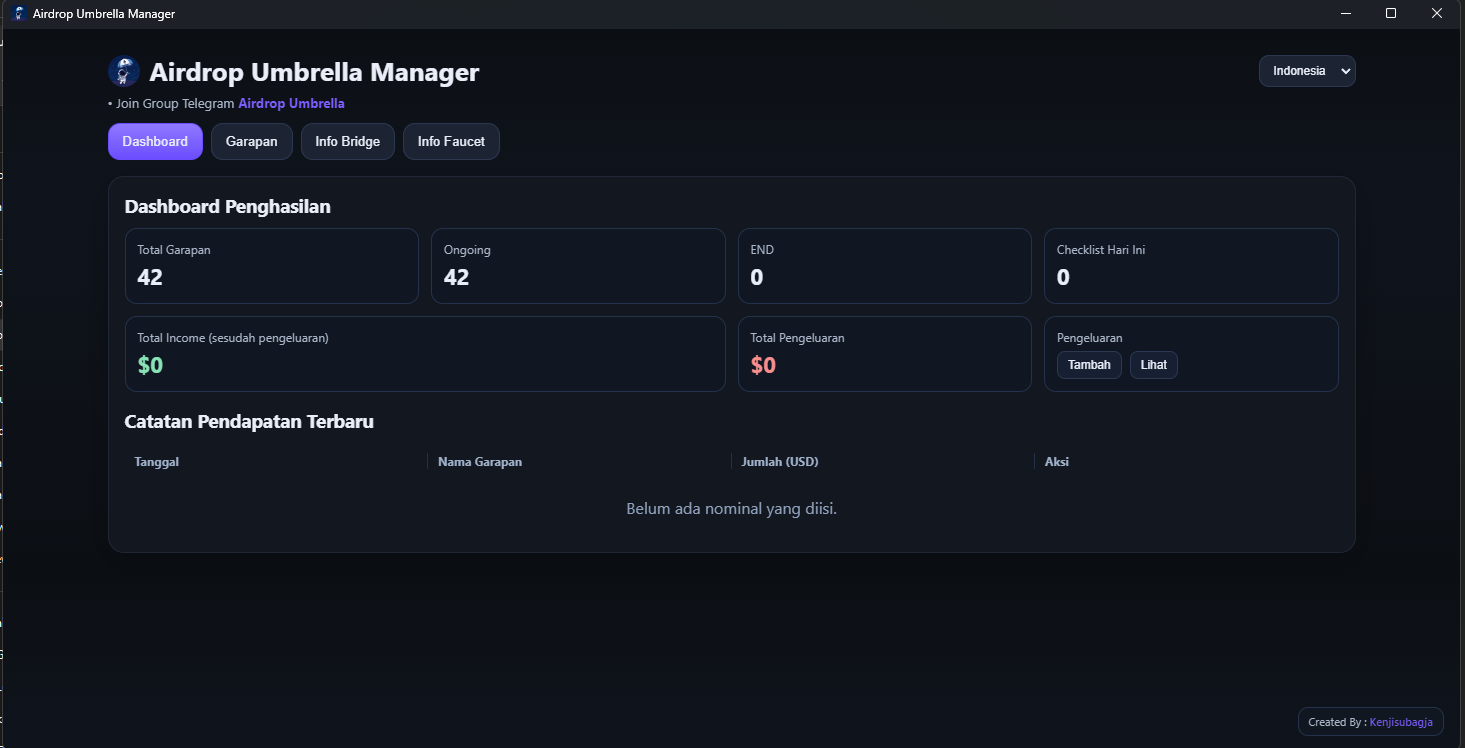 Airdrop Umbrella Manager
Airdrop Umbrella Manager
Indonesia
• Join Group Telegram Airdrop Umbrella
Dashboard Garapan Info Bridge Info Faucet
Dashboard Penghasilan
Total Garapan Ongoing END Checklist Hari Ini
42 42 0 0
Total Income (sesudah pengeluaran) Total Pengeluaran Pengeluaran
$0 $0 Tambah Lihat
Catatan Pendapatan Terbaru
Tanggal Nama Garapan Jumlah (USD) Aksi
Belum ada nominal yang diisi.
Created By : Kenjisubagja